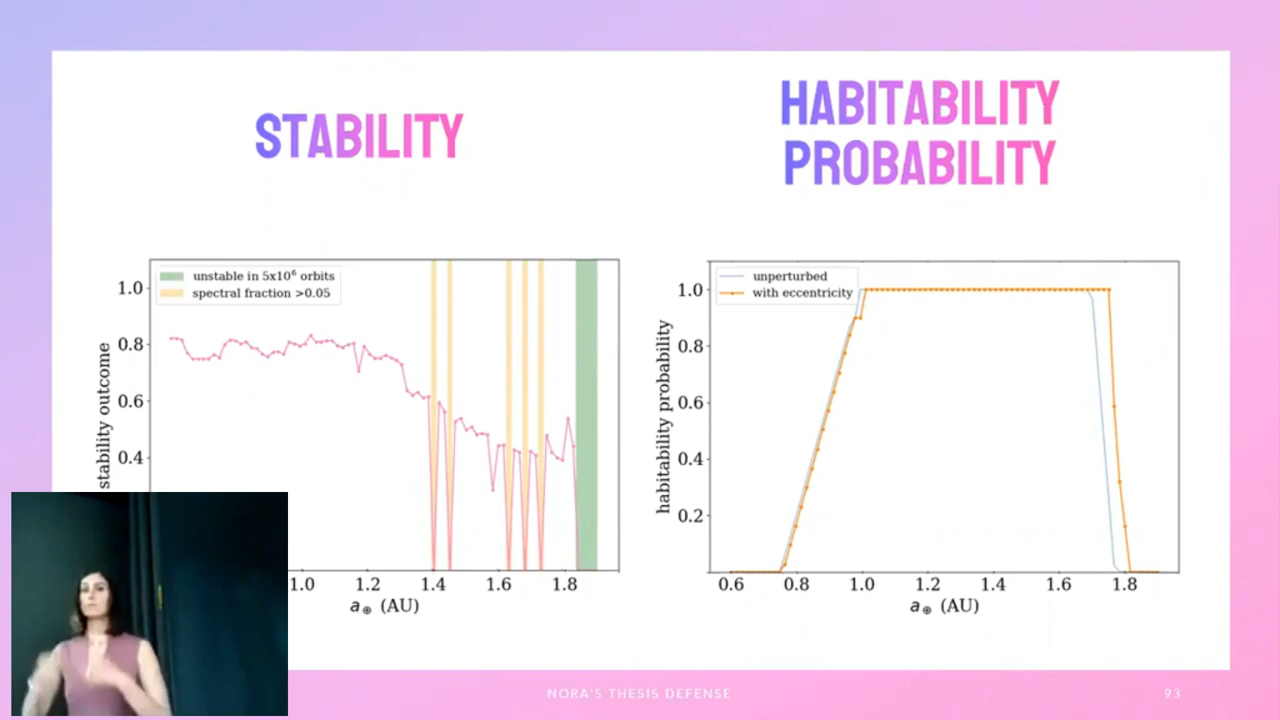 STABILITY
HABITABILITY
PROBABILITY
unstable in 5x10⁶ orbits
spectral fraction >0.05
1.0
0.8
0.6
0.4
stability outcome
1.0 1.2 1.4 1.6 1.8
a⊕ (AU)
unperturbed
with eccentricity
1.0
0.8
0.6
0.4
0.2
habitability probability
0.6 0.8 1.0 1.2 1.4 1.6 1.8
a⊕ (AU)
NORA'S THESIS DEFENSE
93